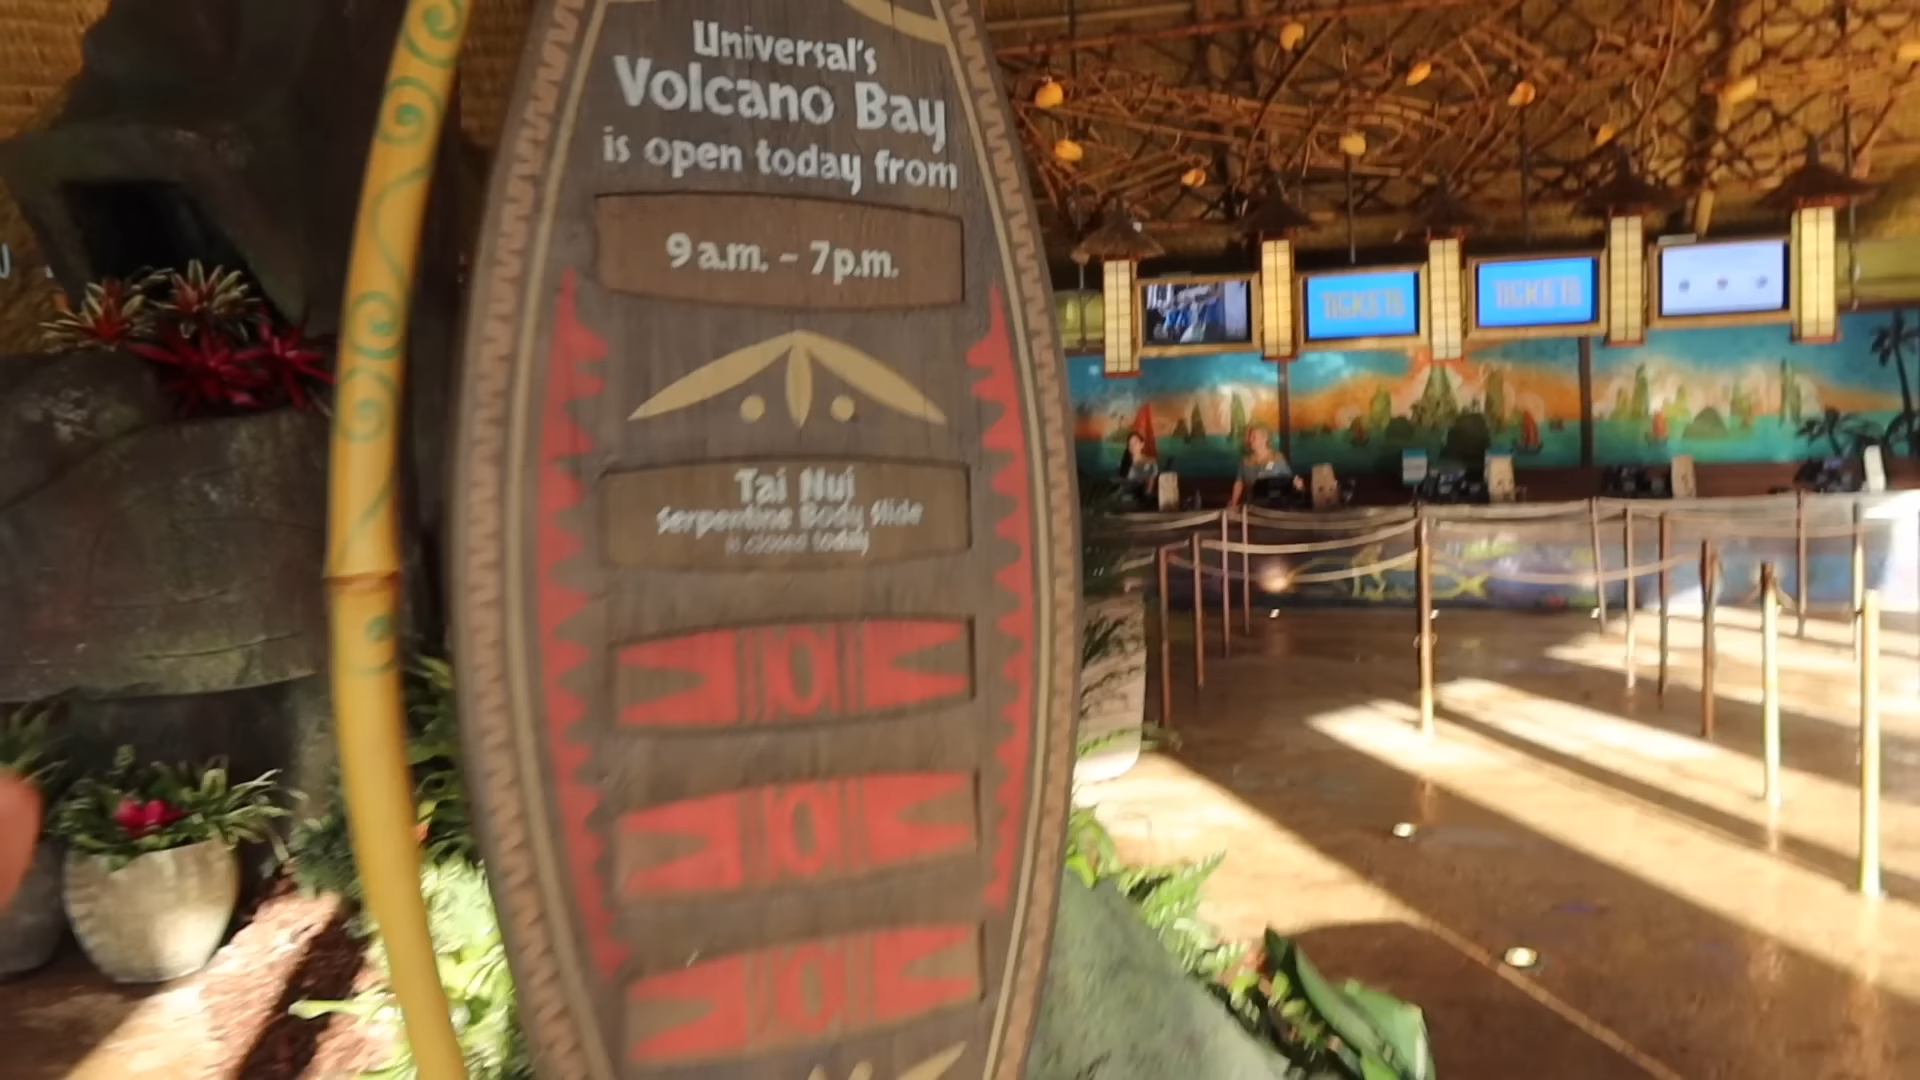 Universal's
Volcano Bay
is open today from
9 a.m. - 7 p.m.
Tai Nui
Serpentine Body Slide
is closed today
TICKETS
TICKETS